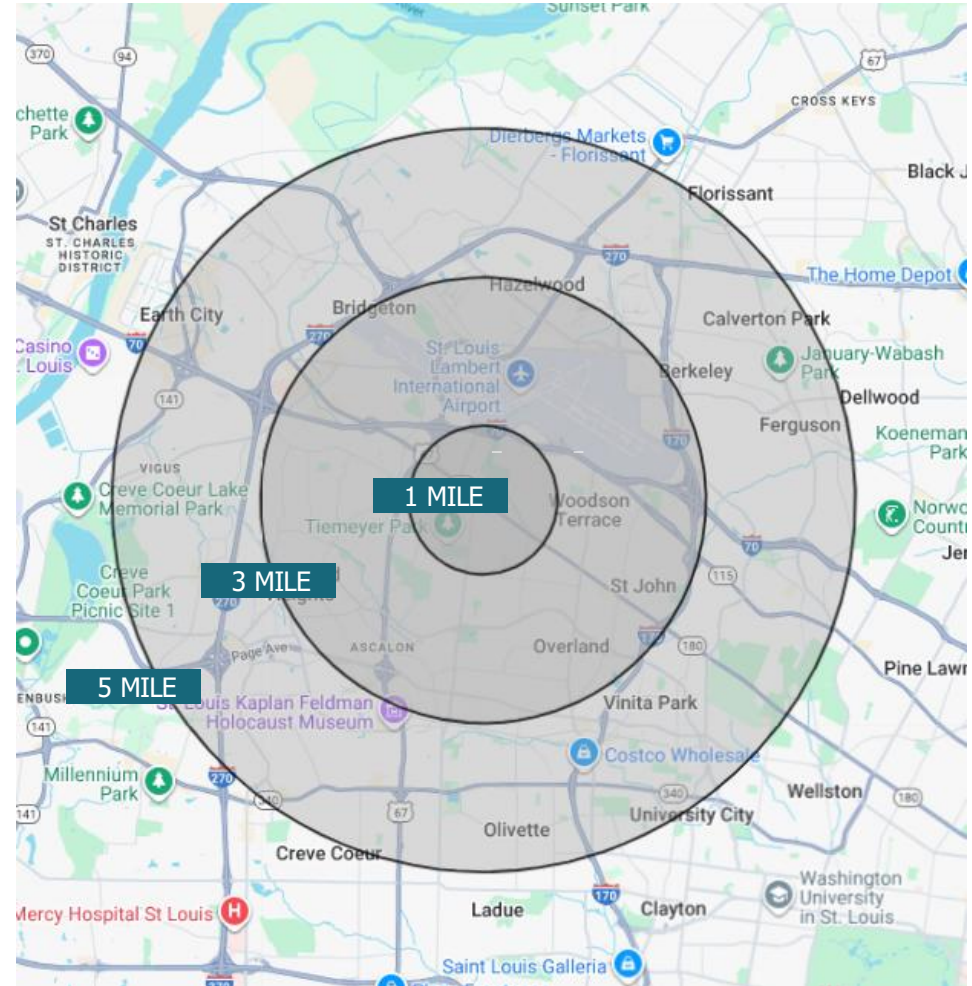 Sunset Park
370
94
67
CROSS KEYS
chette
Park
Dierbergs Markets
- Florissant
Black J
Florissant
St Charles
ST. CHARLES
HISTORIC
DISTRICT
270
The Home Depot
Hazelwood
Earth City
Bridgeton
Calverton Park
270
Casino
Louis
70
St. Louis
Lambert
International
Airport
January-Wabash
Park
Berkeley
141
Dellwood
Ferguson
Koeneman
Park
170
VIGUS
Creve Coeur Lake
Memorial Park
1 MILE
Woodson
Terrace
Tiemeyer Park
Norwo
Countr
70
Jen
Creve
Coeur Park
Picnic Site 1
3 MILE
270
St John
115
Page Ave
ASCALON
Overland
180
Pine Lawn
5 MILE
ENBUSH
Louis Kaplan Feldman
Holocaust Museum
Vinita Park
141
Costco Wholesale
Millennium
Park
270
340
340
Wellston
180
141
67
University City
Olivette
Creve Coeur
Washington
University
in St. Louis
Mercy Hospital St Louis
H
170
Ladue
Clayton
Saint Louis Galleria